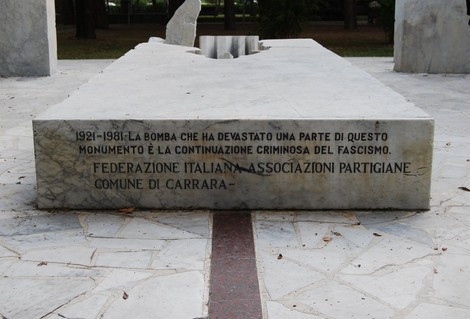 1921-1981-LA BOMBA CHE HA DEVASTATO UNA PARTE DI QUESTO
MONUMENTO È LA CONTINUAZIONE CRIMINOSA DEL FASCISMO.
FEDERAZIONE ITALIANA ASSOCIAZIONI PARTIGIANE
COMUNE DI CARRARA-